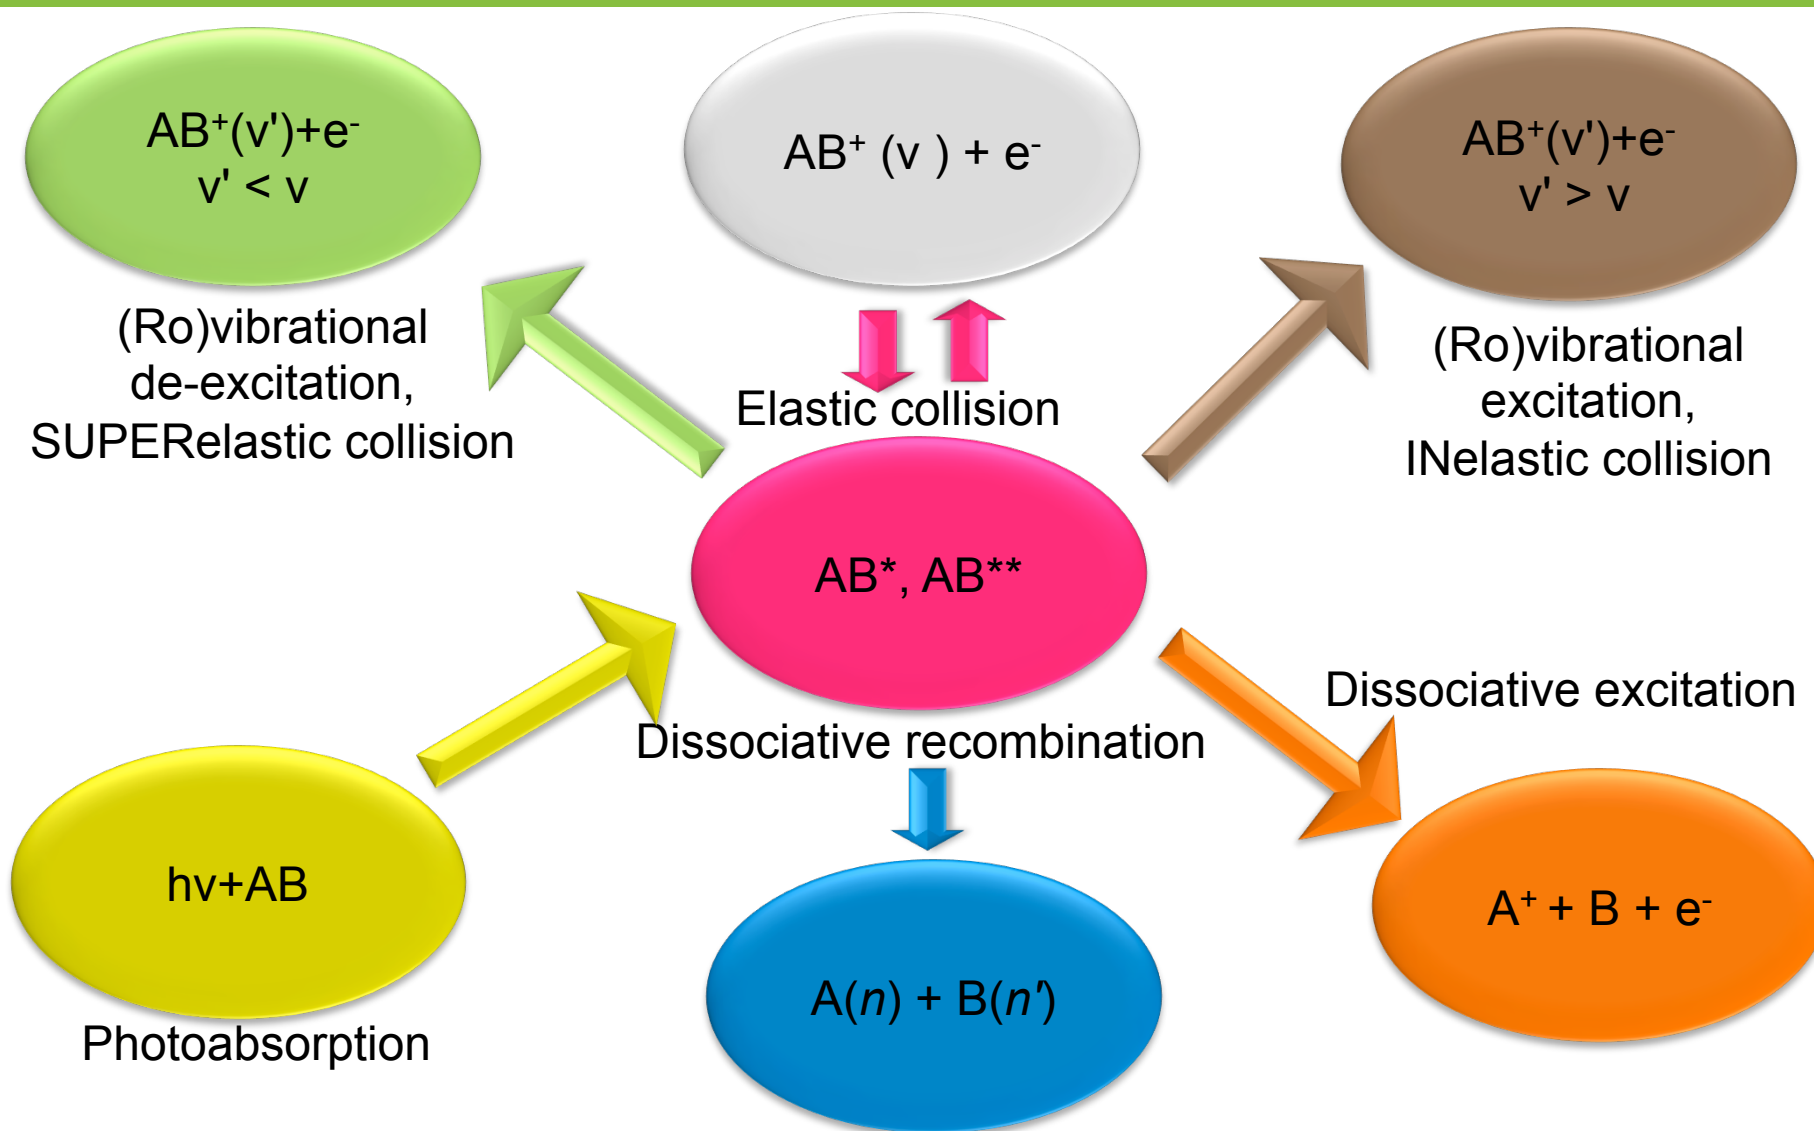 AB⁺(v')+e⁻
v' < v
(Ro)vibrational
de-excitation,
SUPERelastic collision
AB⁺ (v ) + e⁻
Elastic collision
AB⁺(v')+e⁻
v' > v
(Ro)vibrational
excitation,
INelastic collision
AB*, AB**
Dissociative recombination
Dissociative excitation
hν+AB
Photoabsorption
A(n) + B(n')
A⁺ + B + e⁻